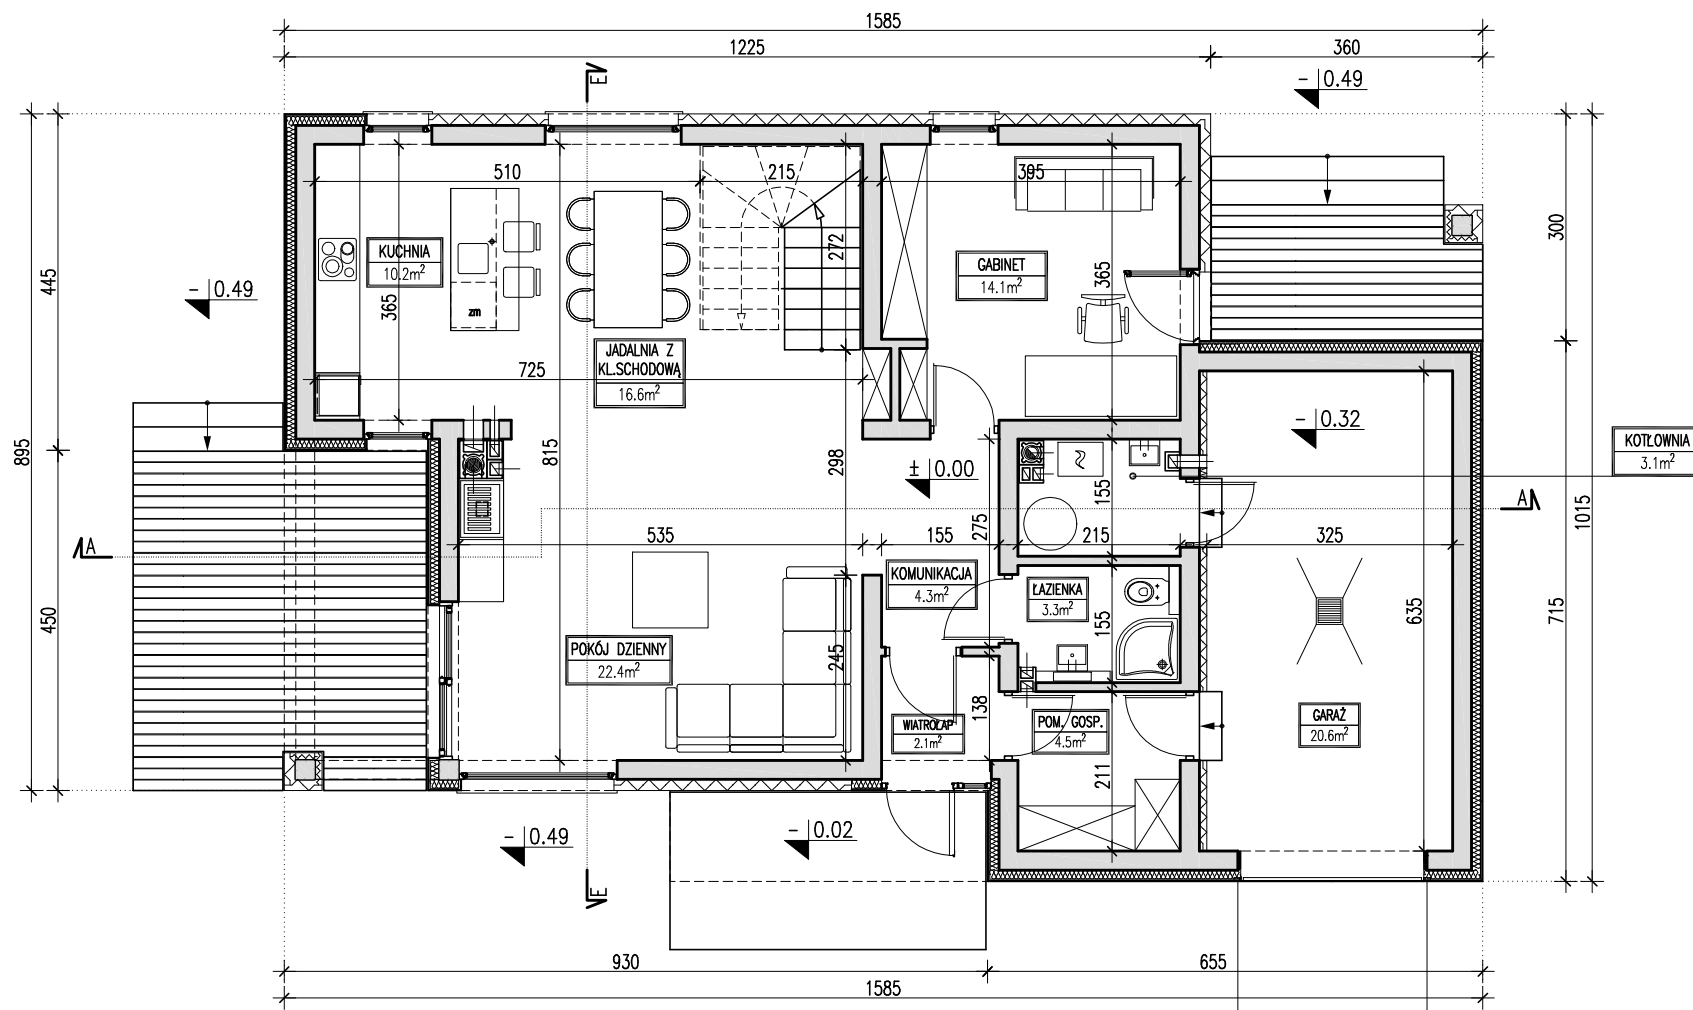 1585
1225
360
- 0.49
E
510
215
395
300
272
KUCHNIA
10.2m²
GABINET
14.1m²
365
365
445
- 0.49
zm
JADALNIA Z
KL.SCHODOWĄ
16.6m²
725
- 0.32
KOTŁOWNIA
3.1m²
895
815
298
± 0.00
155
A
1015
A
535
155
275
215
325
KOMUNIKACJA
4.3m²
ŁAZIENKA
3.3m²
450
155
635
715
POKÓJ DZIENNY
22.4m²
245
138
WIATROŁAP
2.1m²
POM. GOSP.
4.5m²
GARAŻ
20.6m²
211
- 0.49
- 0.02
E
930
655
1585